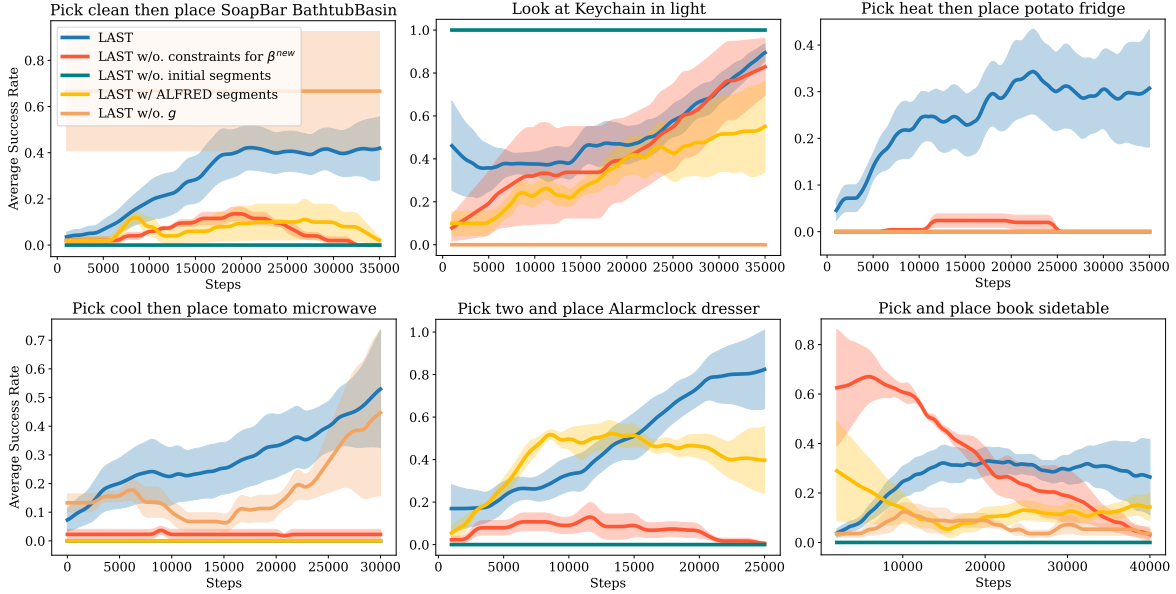 Pick clean then place SoapBar BathtubBasin
Average Success Rate
0.8
0.6
0.4
0.2
0.0
LAST
LAST w/o. constraints for β^new
LAST w/o. initial segments
LAST w/ ALFRED segments
LAST w/o. g
0 5000 10000 15000 20000 25000 30000 35000
Steps
Look at Keychain in light
1.0
0.8
0.6
0.4
0.2
0.0
0 5000 10000 15000 20000 25000 30000 35000
Steps
Pick heat then place potato fridge
0.4
0.3
0.2
0.1
0.0
0 5000 10000 15000 20000 25000 30000 35000
Steps
Pick cool then place tomato microwave
Average Success Rate
0.7
0.6
0.5
0.4
0.3
0.2
0.1
0.0
0 5000 10000 15000 20000 25000 30000
Steps
Pick two and place Alarmclock dresser
1.0
0.8
0.6
0.4
0.2
0.0
0 5000 10000 15000 20000 25000
Steps
Pick and place book sidetable
0.8
0.6
0.4
0.2
0.0
10000 20000 30000 40000
Steps